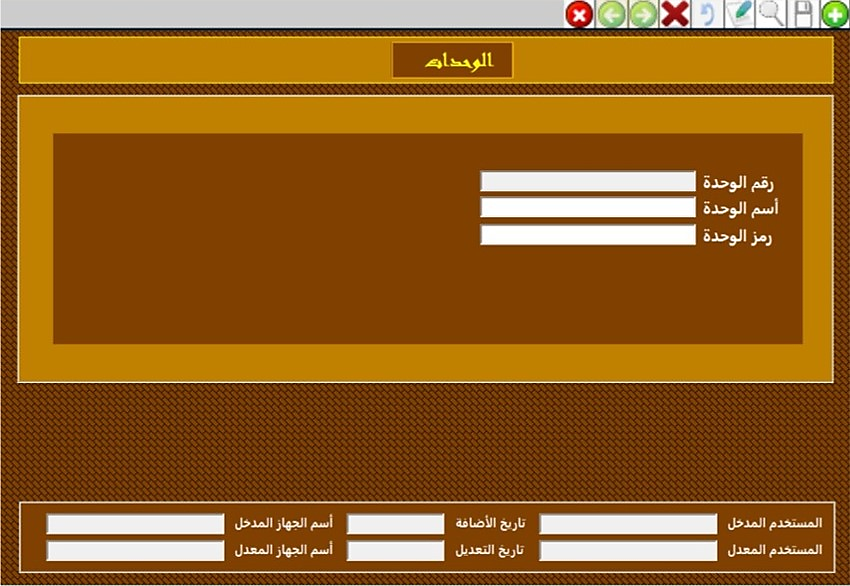 الوحدات
رقم الوحدة
أسم الوحدة
رمز الوحدة
المستخدم المدخل تاريخ الأضافة أسم الجهاز المدخل
المستخدم المعدل تاريخ التعديل أسم الجهاز المعدل